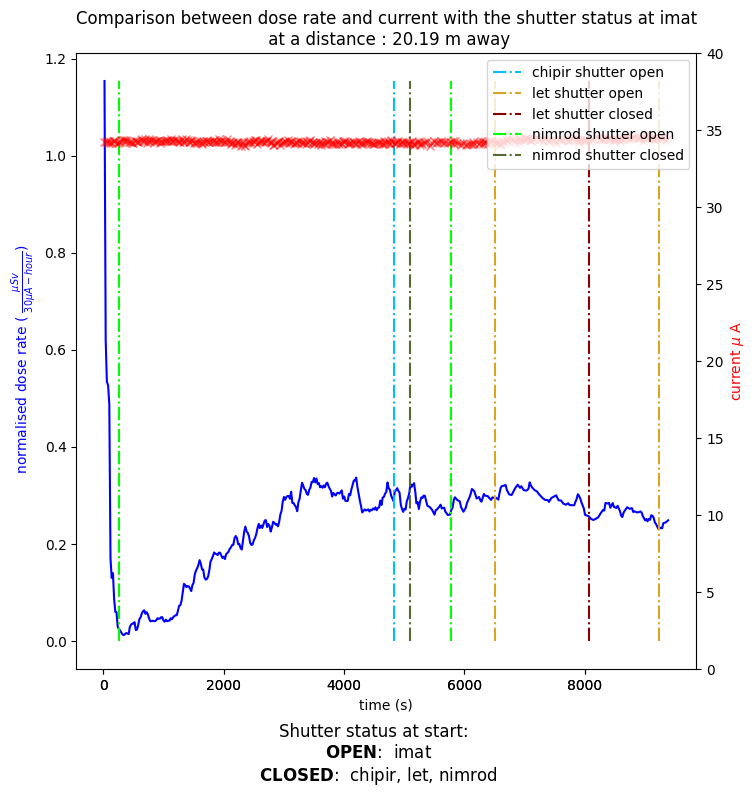 Comparison between dose rate and current with the shutter status at imat
at a distance : 20.19 m away
1.2
1.0
0.8
0.6
0.4
0.2
0.0
normalised dose rate ( μSv / 30μA − hour )
40
35
30
25
20
15
10
5
0
current μ A
chipir shutter open
let shutter open
let shutter closed
nimrod shutter open
nimrod shutter closed
0 2000 4000 6000 8000
time (s)
Shutter status at start:
OPEN: imat
CLOSED: chipir, let, nimrod